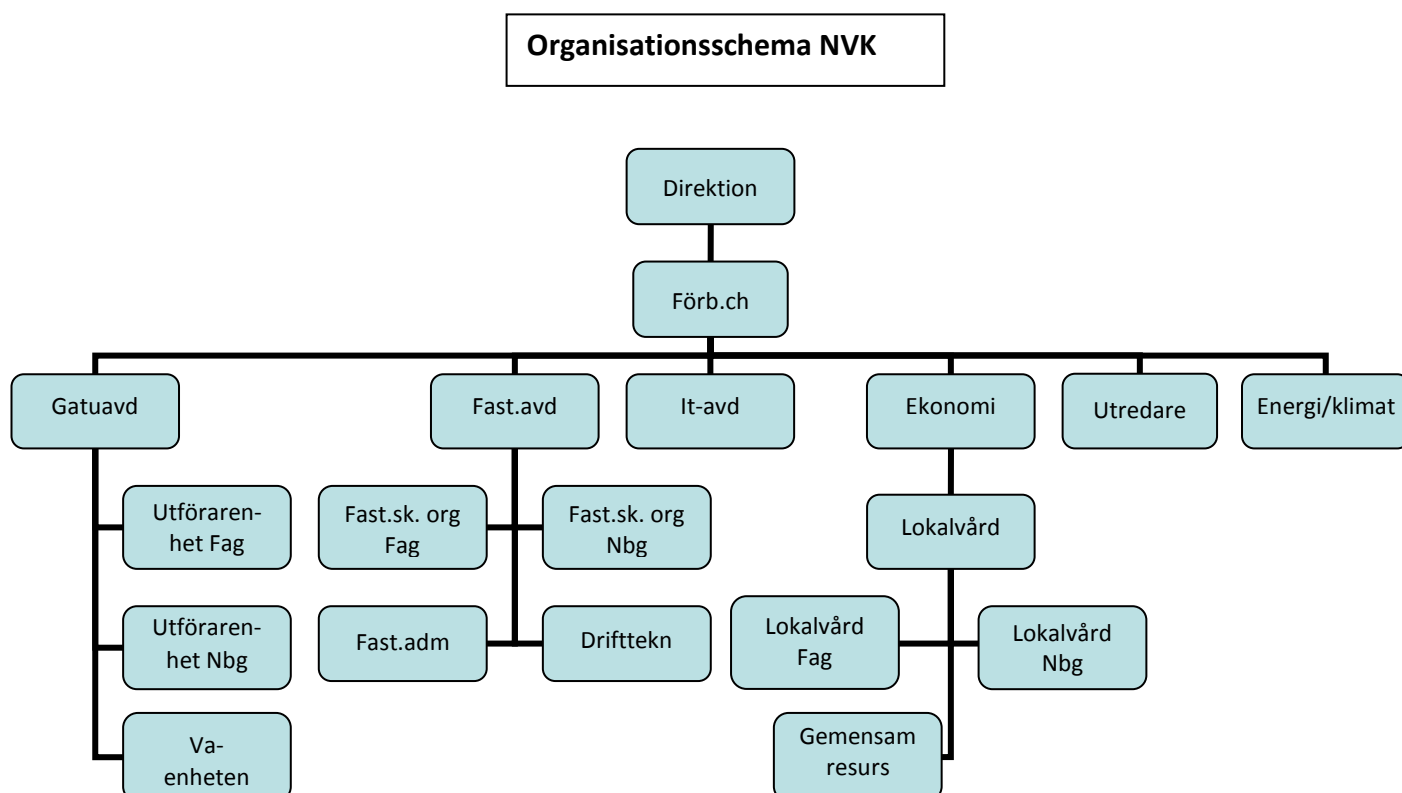 Organisationsschema NVK
Direktion
Förb.ch
Gatuavd
Fast.avd
It-avd
Ekonomi
Utredare
Energi/klimat
Utföraren-
het Fag
Fast.sk. org
Fag
Fast.sk. org
Nbg
Lokalvård
Utföraren-
het Nbg
Fast.adm
Drifttekn
Lokalvård
Fag
Lokalvård
Nbg
Va-
enheten
Gemensam
resurs